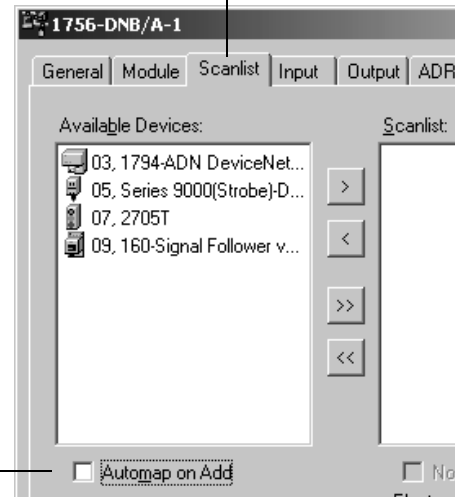 1756-DNB/A-1
General Module Scanlist Input Output ADR
Available Devices: Scanlist:
03, 1794-ADN DeviceNet...
05, Series 9000(Strobe)-D...
07, 2705T
09, 160-Signal Follower v...
>
<
>>
<<
Automap on Add No